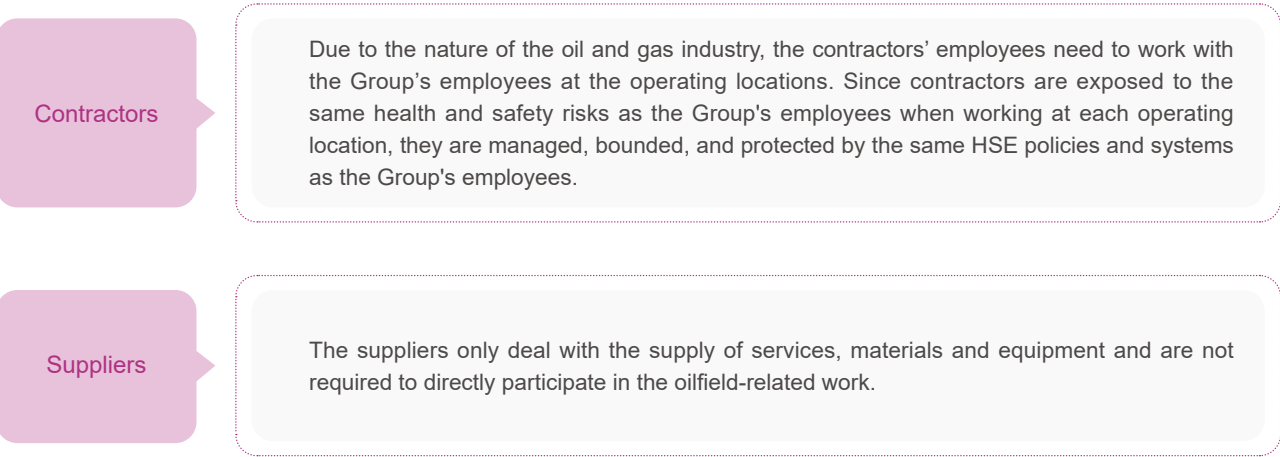 Contractors
Due to the nature of the oil and gas industry, the contractors’ employees need to work with
the Group’s employees at the operating locations. Since contractors are exposed to the
same health and safety risks as the Group's employees when working at each operating
location, they are managed, bounded, and protected by the same HSE policies and systems
as the Group's employees.
Suppliers
The suppliers only deal with the supply of services, materials and equipment and are not
required to directly participate in the oilfield-related work.